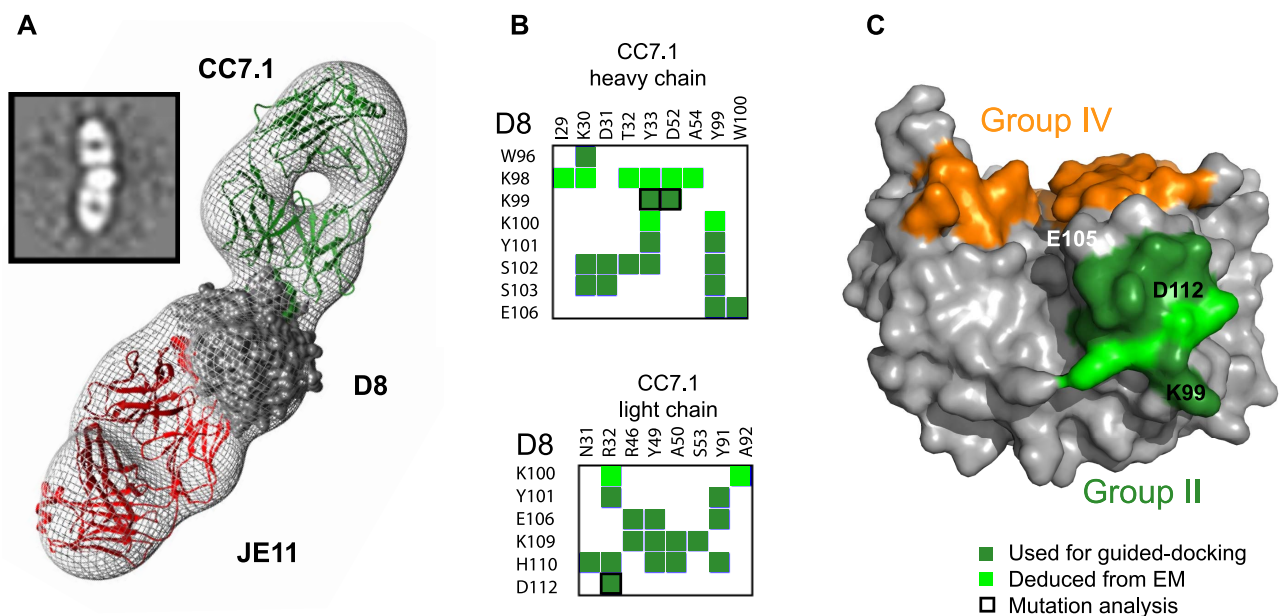 A
CC7.1
D8
JE11
B
CC7.1
heavy chain
D8
I29 K30 D31 T32 Y33 D52 A54 Y99 W100
W96
K98
K99
K100
Y101
S102
S103
E106
CC7.1
light chain
D8
N31 R32 R46 Y49 A50 S53 Y91 A92
K100
Y101
E106
K109
H110
D112
C
Group IV
E105
D112
K99
Group II
Used for guided-docking
Deduced from EM
Mutation analysis